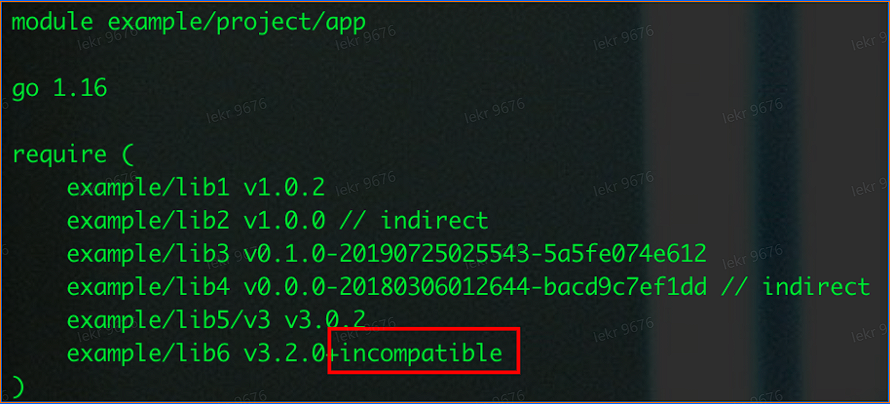 module example/project/app
go 1.16
require (
example/lib1 v1.0.2
example/lib2 v1.0.0 // indirect
example/lib3 v0.1.0-20190725025543-5a5fe074e612
example/lib4 v0.0.0-20180306012644-bacd9c7ef1dd // indirect
example/lib5/v3 v3.0.2
example/lib6 v3.2.0+incompatible
)
lekr 9676